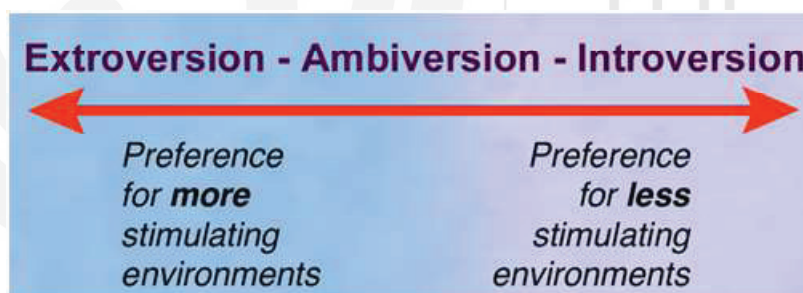 Extroversion - Ambiversion - Introversion
Preference
for more
stimulating
environments
Preference
for less
stimulating
environments